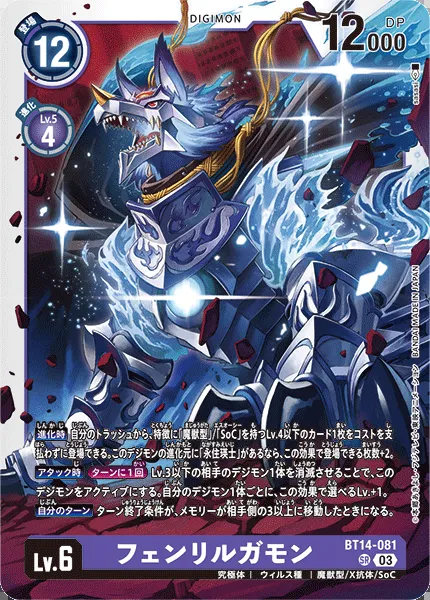 DIGIMON
登場
12
DP
12000
進化
Lv.5
4
BANDAI MADE IN JAPAN
進化時 自分のトラッシュから、特徴に「魔獣型」/「SoC」を持つLv.4以下のカード1枚をコストを支
払わずに登場できる。このデジモンの進化元に「永住瑛士」があるなら、この効果で登場できる枚数+2。
アタック時 ターンに1回 Lv.3以下の相手のデジモン1体を消滅させることで、この
デジモンをアクティブにする。自分のデジモン1体ごとに、この効果で選べるLv.+1。
自分のターン ターン終了条件が、メモリーが相手側の3以上に移動したときになる。
Lv.6
フェンリルガモン
BT14-081
SR 03
究極体 | ウィルス種 | 魔獣型/X抗体/SoC